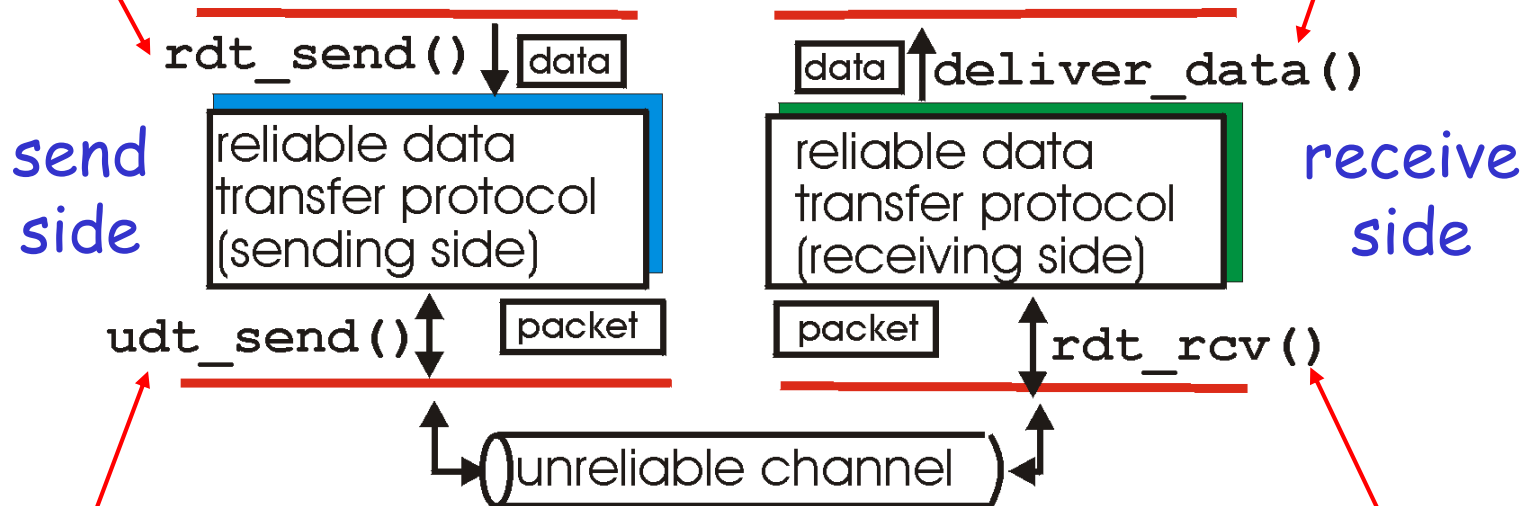 rdt_send()
data
data
deliver_data()
send
side
reliable data
transfer protocol
(sending side)
reliable data
transfer protocol
(receiving side)
receive
side
udt_send()
packet
packet
rdt_rcv()
unreliable channel